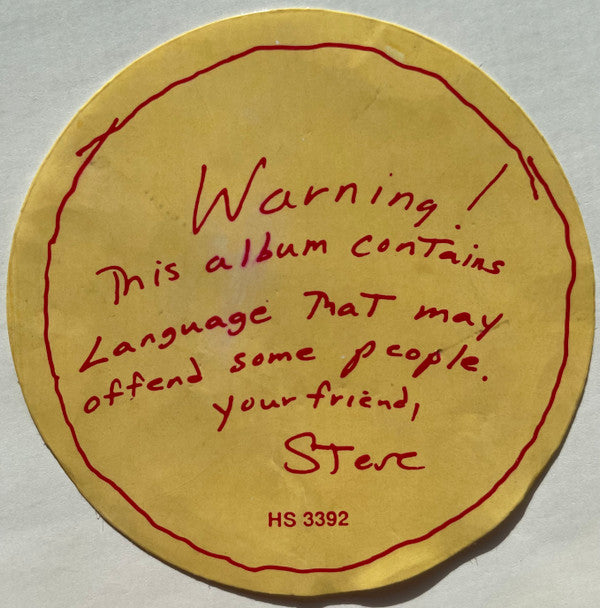 Warning!
This album contains
Language That may
offend some people.
your friend,
Steve
HS 3392